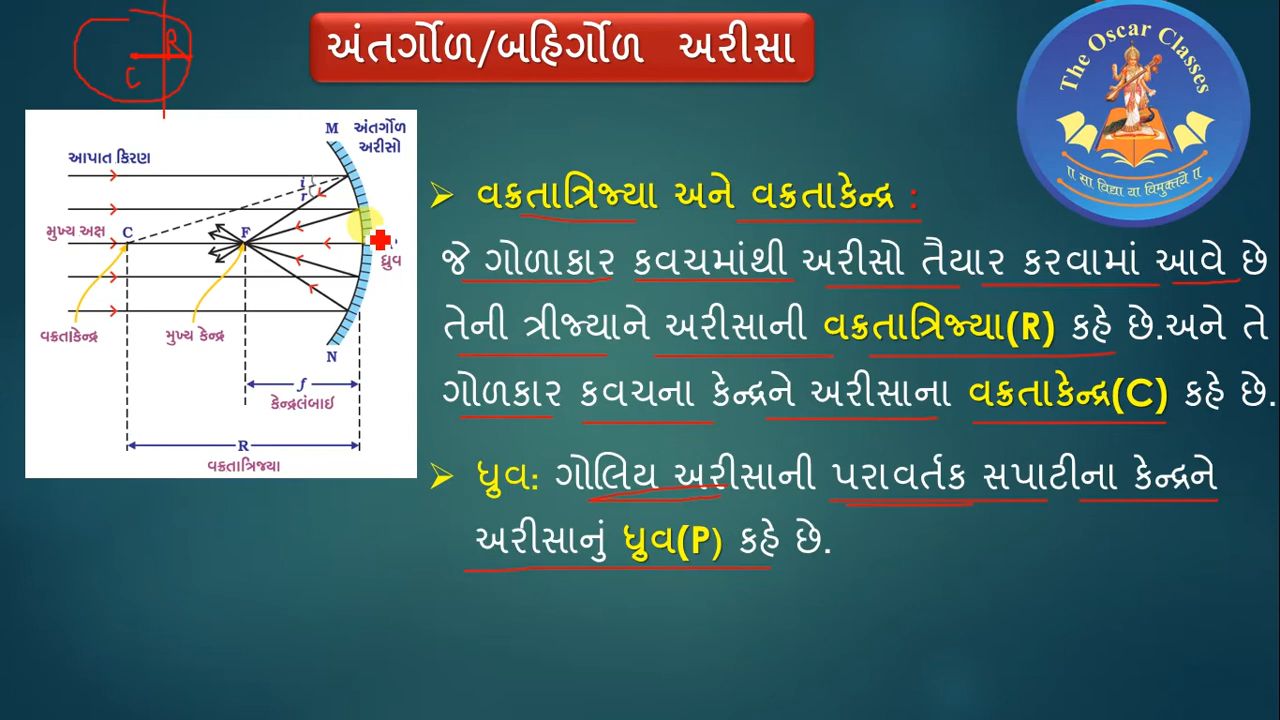 અંતર્ગોળ/બહિર્ગોળ અરીસા
R
C
The Oscar Classes
॥ सा विद्या या विमुक्तये ॥
M
અંતર્ગોળ
અરીસો
આપાત કિરણ
i
r
મુખ્ય અક્ષ
C
F
ધ્રુવ
વક્રતાકેન્દ્ર
મુખ્ય કેન્દ્ર
N
f
કેન્દ્રલંબાઈ
R
વક્રતાત્રિજ્યા
➢ વક્રતાત્રિજ્યા અને વક્રતાકેન્દ્ર :
જે ગોળાકાર કવચમાંથી અરીસો તૈયાર કરવામાં આવે છે
તેની ત્રીજ્યાને અરીસાની વક્રતાત્રિજ્યા(R) કહે છે.અને તે
ગોળકાર કવચના કેન્દ્રને અરીસાના વક્રતાકેન્દ્ર(C) કહે છે.
➢ ધ્રુવ: ગોલિય અરીસાની પરાવર્તક સપાટીના કેન્દ્રને
અરીસાનું ધ્રુવ(P) કહે છે.